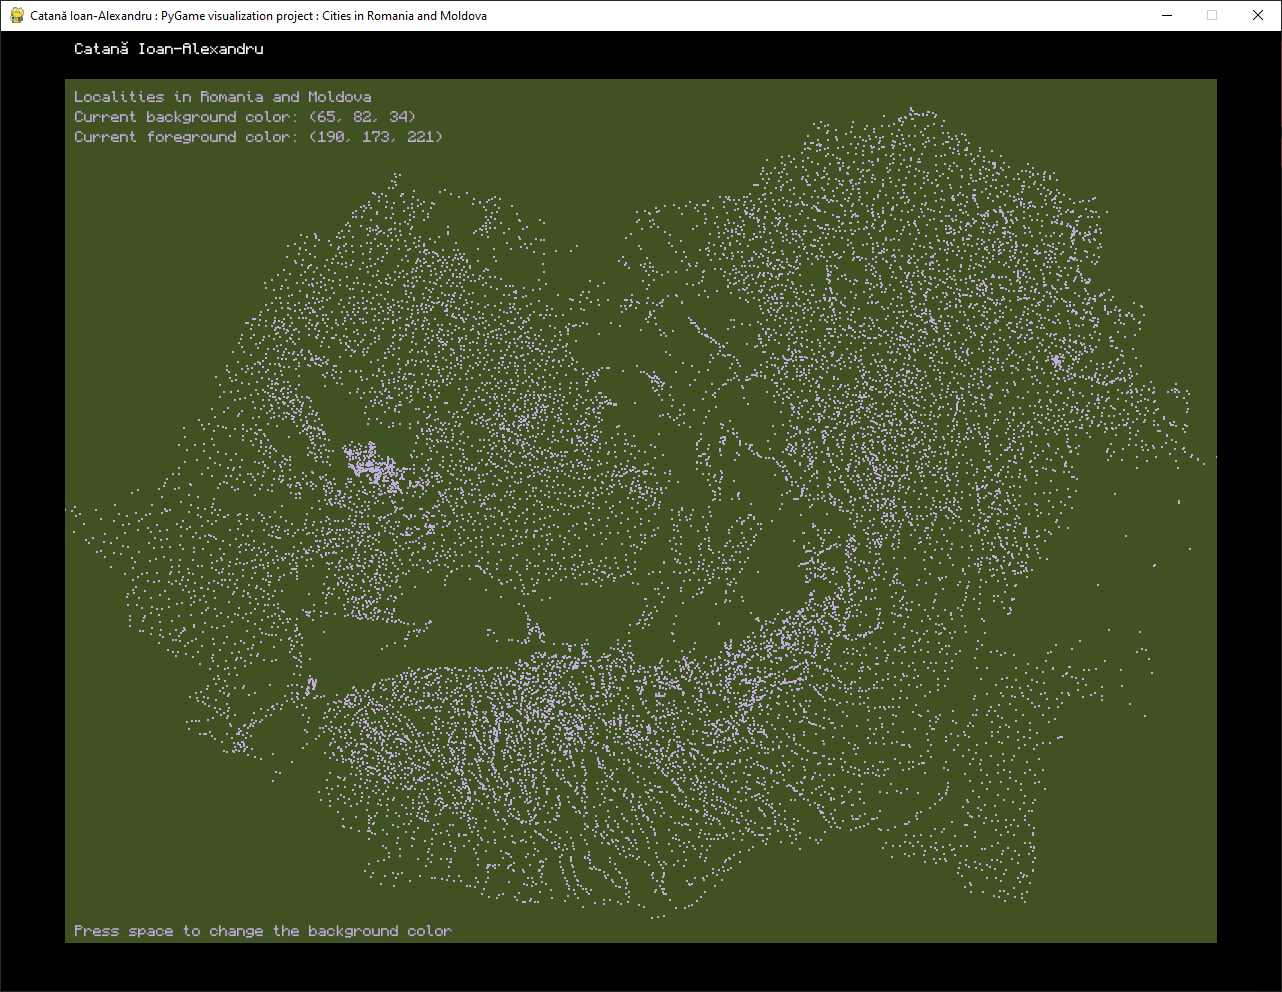 Catană Ioan-Alexandru : PyGame visualization project : Cities in Romania and Moldova
Catană Ioan-Alexandru
Localities in Romania and Moldova
Current background color: (65, 82, 34)
Current foreground color: (190, 173, 221)
Press space to change the background color